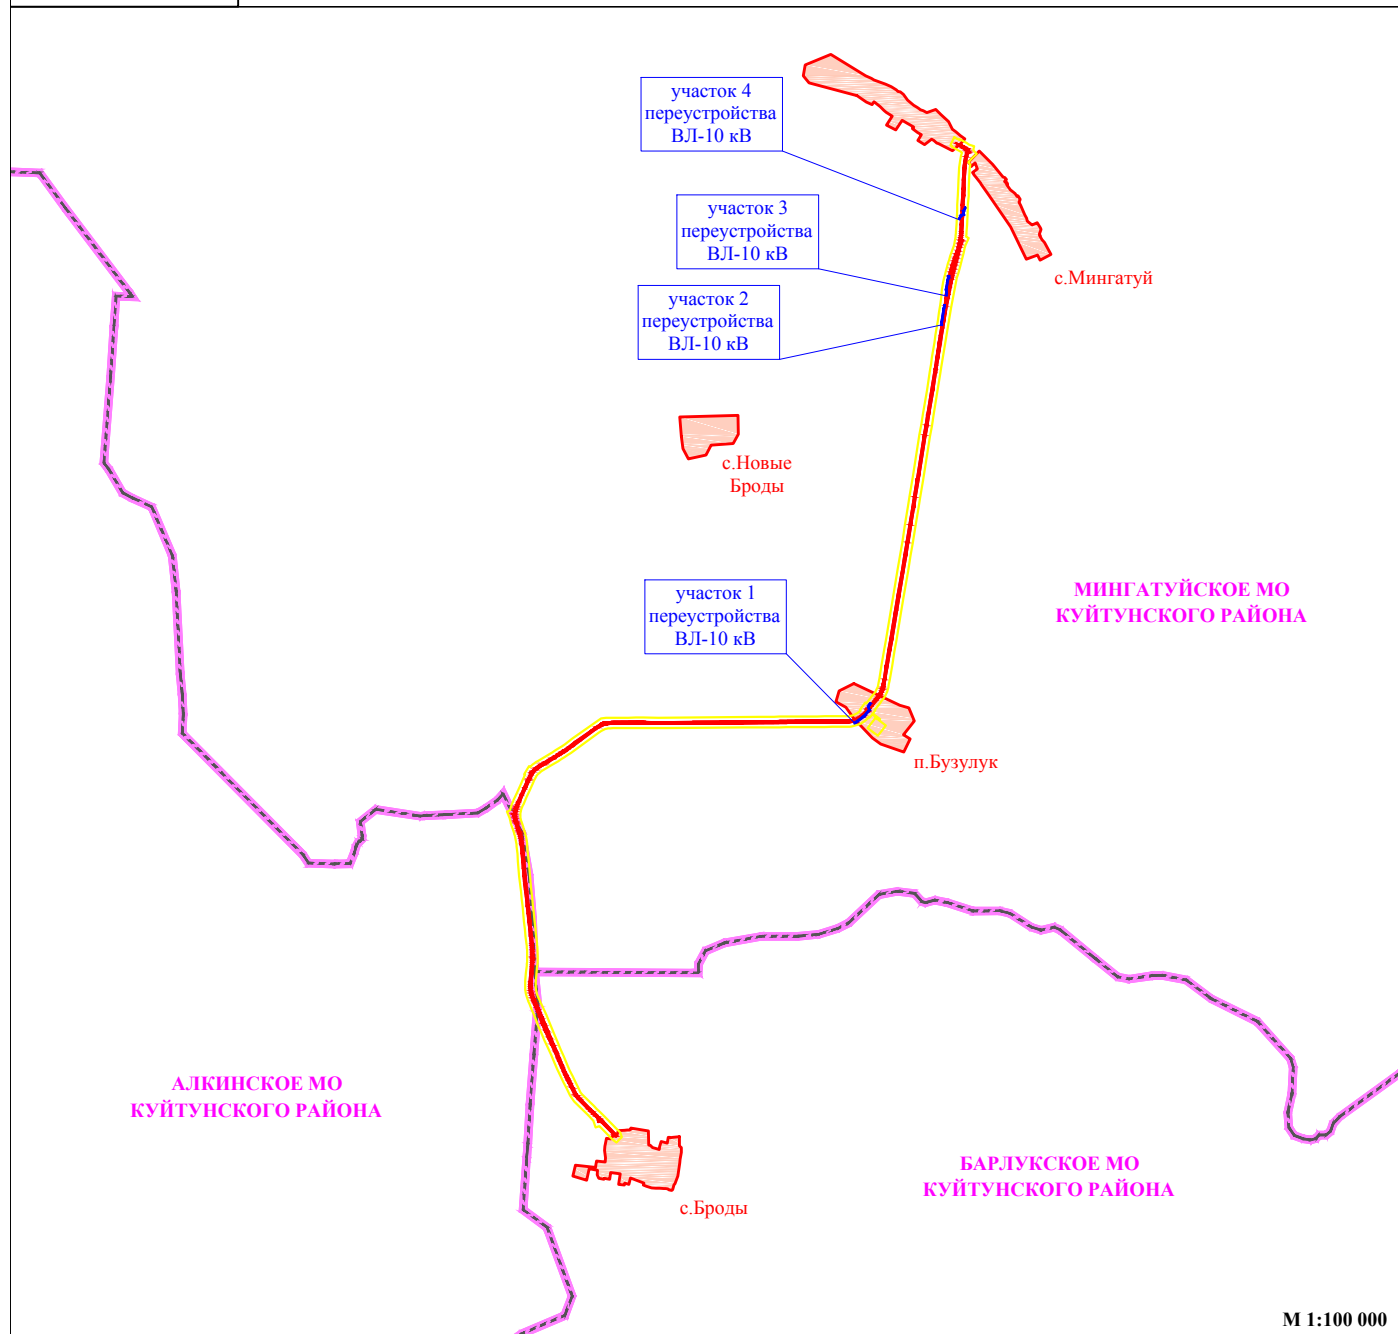 участок 4
переустройства
ВЛ-10 кВ
участок 3
переустройства
ВЛ-10 кВ
с.Мингатуй
участок 2
переустройства
ВЛ-10 кВ
с.Новые
Броды
участок 1
переустройства
ВЛ-10 кВ
МИНГАТУЙСКОЕ МО
КУЙТУНСКОГО РАЙОНА
п.Бузулук
АЛКИНСКОЕ МО
КУЙТУНСКОГО РАЙОНА
БАРЛУКСКОЕ МО
КУЙТУНСКОГО РАЙОНА
с.Броды
М 1:100 000